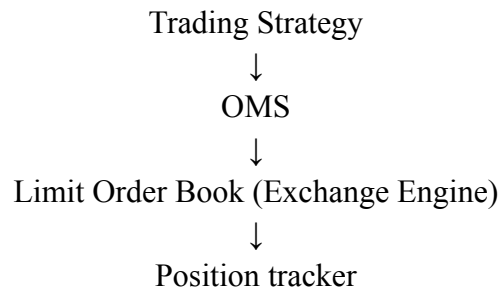 Trading Strategy
↓
OMS
↓
Limit Order Book (Exchange Engine)
↓
Position tracker